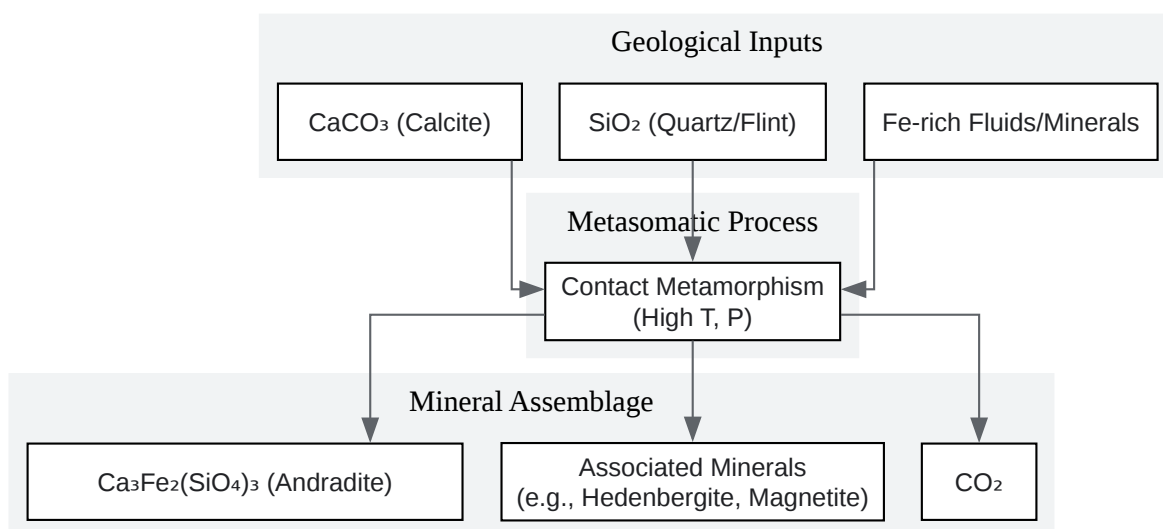 Geological Inputs
CaCO₃ (Calcite)
SiO₂ (Quartz/Flint)
Fe-rich Fluids/Minerals
Metasomatic Process
Contact Metamorphism
(High T, P)
Mineral Assemblage
Ca₃Fe₂(SiO₄)₃ (Andradite)
Associated Minerals
(e.g., Hedenbergite, Magnetite)
CO₂